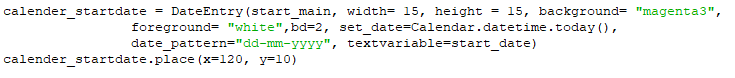 calender_startdate = DateEntry(start_main, width= 15, height = 15, background= "magenta3",
foreground= "white",bd=2, set_date=Calendar.datetime.today(),
date_pattern="dd-mm-yyyy", textvariable=start_date)
calender_startdate.place(x=120, y=10)